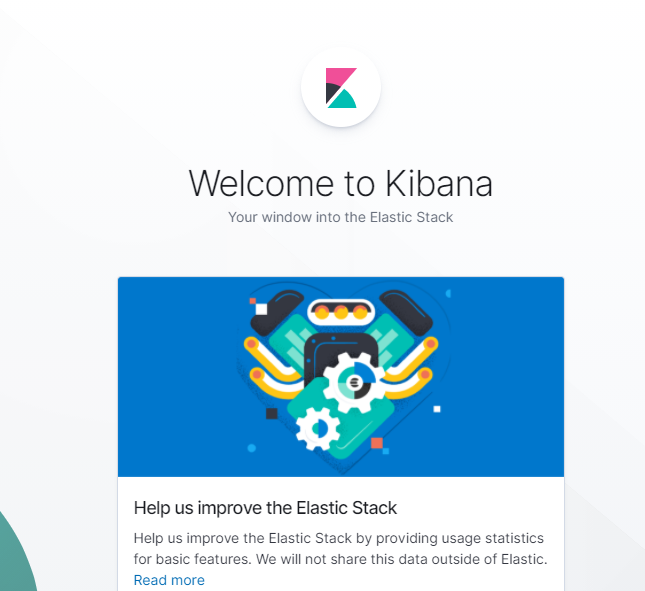 Welcome to Kibana
Your window into the Elastic Stack
Help us improve the Elastic Stack
Help us improve the Elastic Stack by providing usage statistics
for basic features. We will not share this data outside of Elastic.
Read more